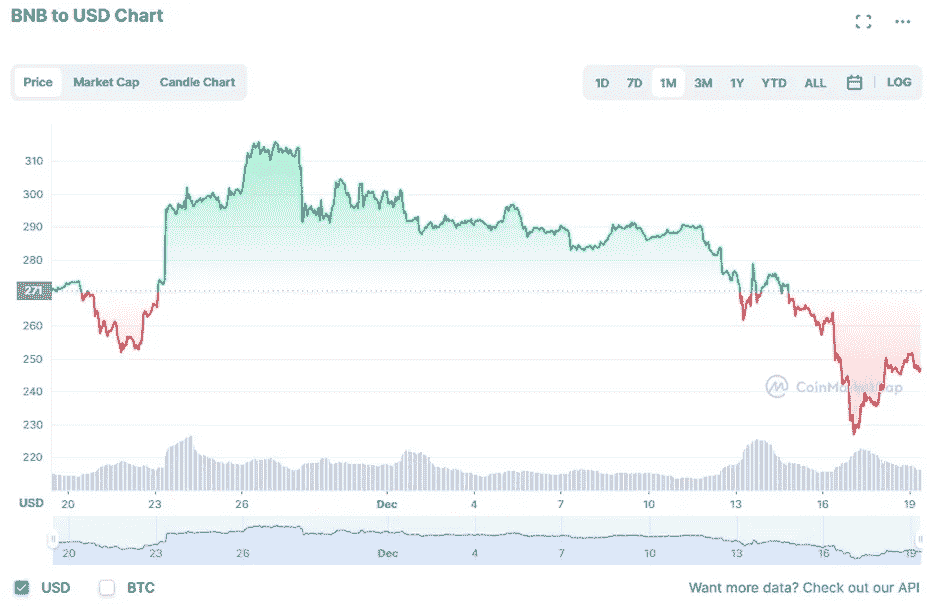 BNB to USD Chart
Price Market Cap Candle Chart
1D 7D 1M 3M 1Y YTD ALL LOG
310
300
290
280
271
260
250
240
230
220
CoinMarketCap
USD 20 23 26 Dec 4 7 10 13 16 19
20 23 26 Dec 4 7 10 13 16 19
USD BTC
Want more data? Check out our API